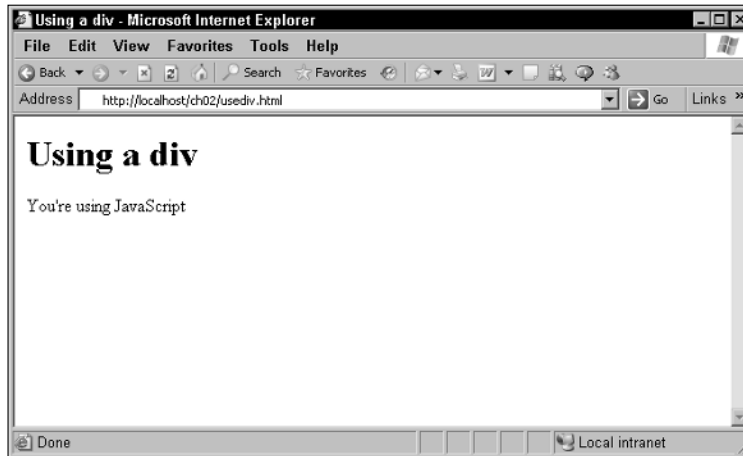 Using a div - Microsoft Internet Explorer
File Edit View Favorites Tools Help
Back Search Favorites
Address http://localhost/ch02/usediv.html Go Links »
Using a div
You're using JavaScript
Done Local intranet